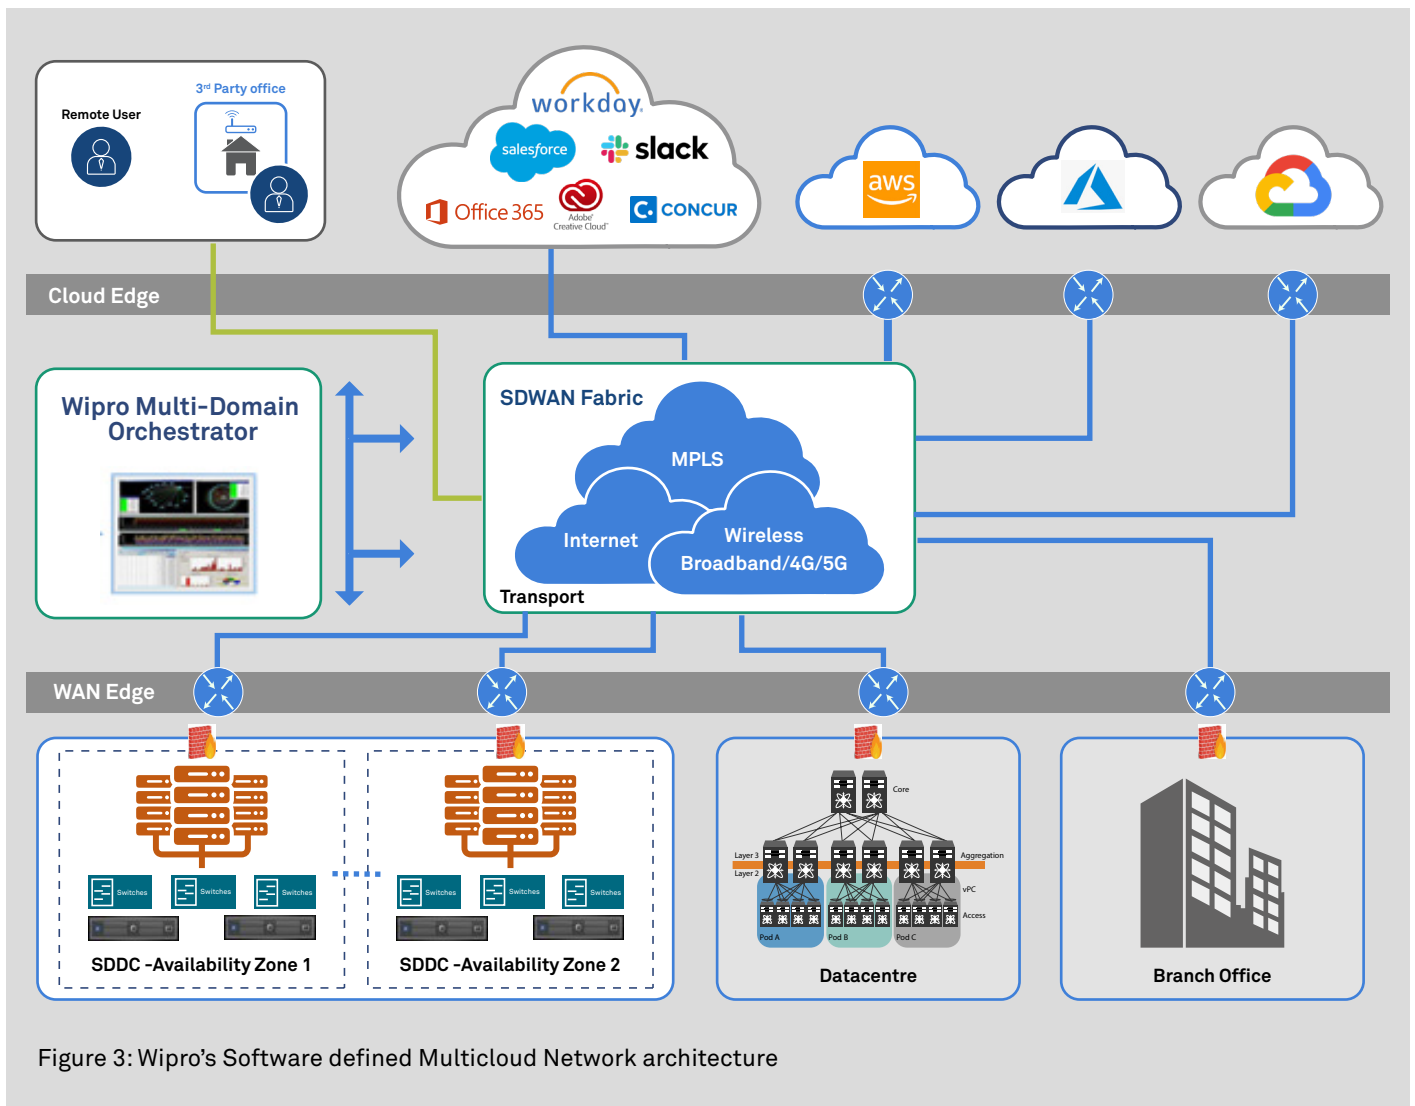 3rd Party office
Remote User
workday.
salesforce
slack
Office 365
Adobe®
Creative Cloud™
C.
CONCUR
aws
Cloud Edge
Wipro Multi-Domain
Orchestrator
SDWAN Fabric
MPLS
Internet
Wireless
Broadband/4G/5G
Transport
WAN Edge
Switches
Switches
Switches
SDDC -Availability Zone 1
Switches
Switches
Switches
SDDC -Availability Zone 2
Core
Layer 3
Aggregation
Layer 2
vPC
Access
Pod A
Pod B
Pod C
Datacentre
Branch Office
Figure 3: Wipro’s Software defined Multicloud Network architecture